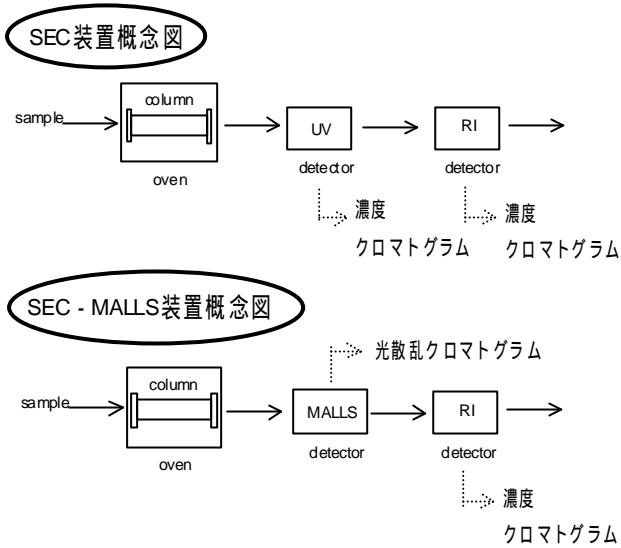 SEC装置概念図
column
sample
UV
RI
oven
detector
detector
濃度
クロマトグラム
濃度
クロマトグラム
SEC - MALLS装置概念図
光散乱クロマトグラム
column
sample
MALLS
RI
oven
detector
detector
濃度
クロマトグラム